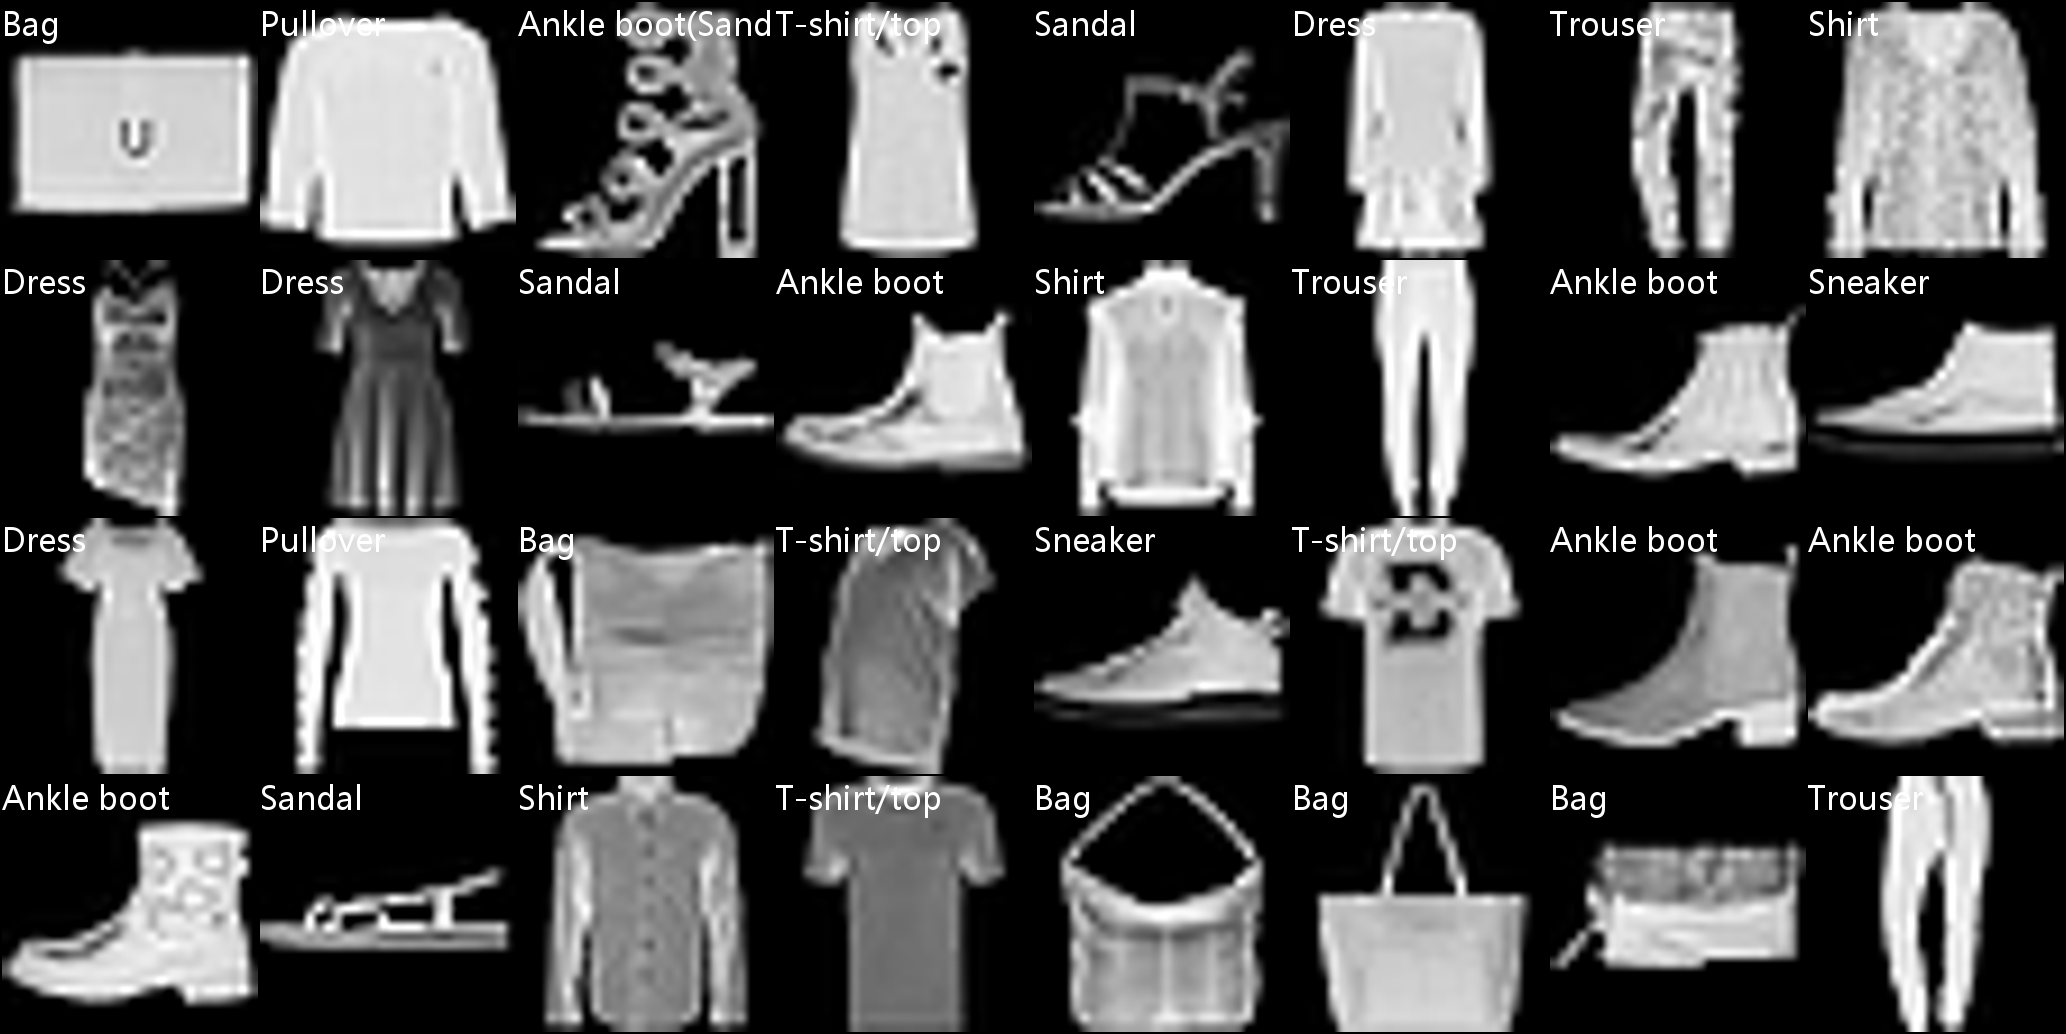 Bag Pullover Ankle boot(Sand T-shirt/top Sandal Dress Trouser Shirt
U
Dress Dress Sandal Ankle boot Shirt Trouser Ankle boot Sneaker
Dress Pullover Bag T-shirt/top Sneaker T-shirt/top Ankle boot Ankle boot
Ankle boot Sandal Shirt T-shirt/top Bag Bag Bag Trouser